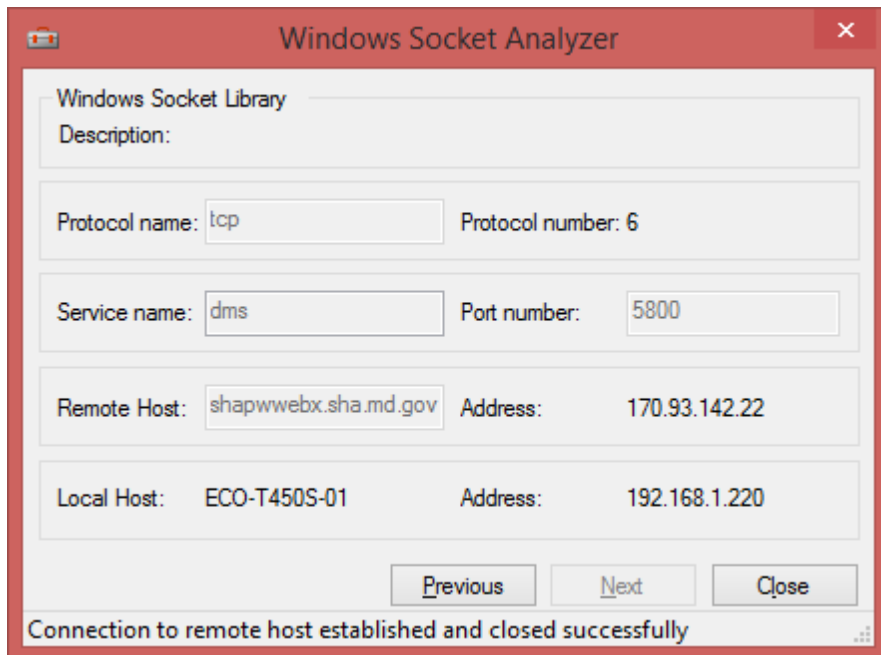 Windows Socket Analyzer
Windows Socket Library
Description:
Protocol name: tcp Protocol number: 6
Service name: dms Port number: 5800
Remote Host: shapwwebx.sha.md.gov Address: 170.93.142.22
Local Host: ECO-T450S-01 Address: 192.168.1.220
Previous Next Close
Connection to remote host established and closed successfully